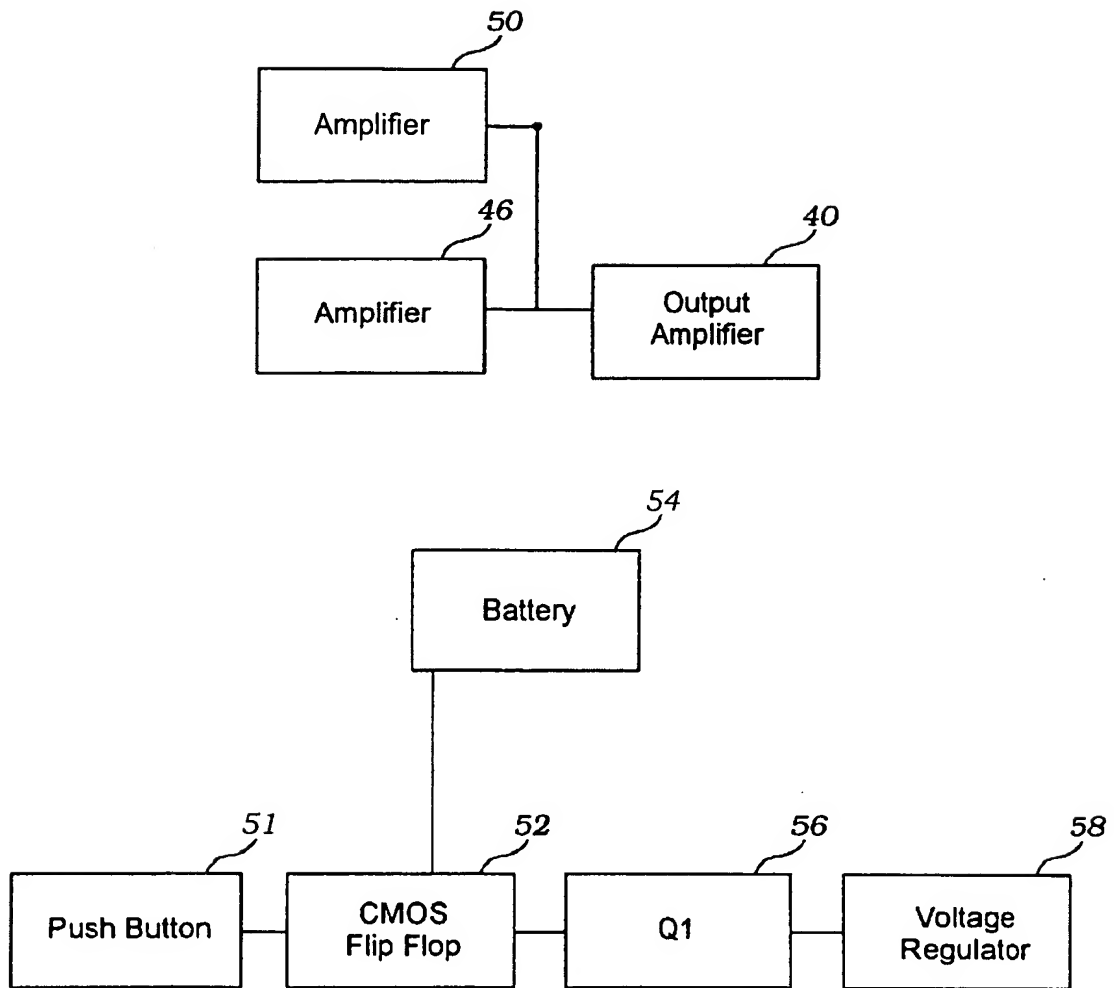 50
Amplifier
46
Amplifier
40
Output
Amplifier
54
Battery
51
Push Button
52
CMOS
Flip Flop
56
Q1
58
Voltage
Regulator